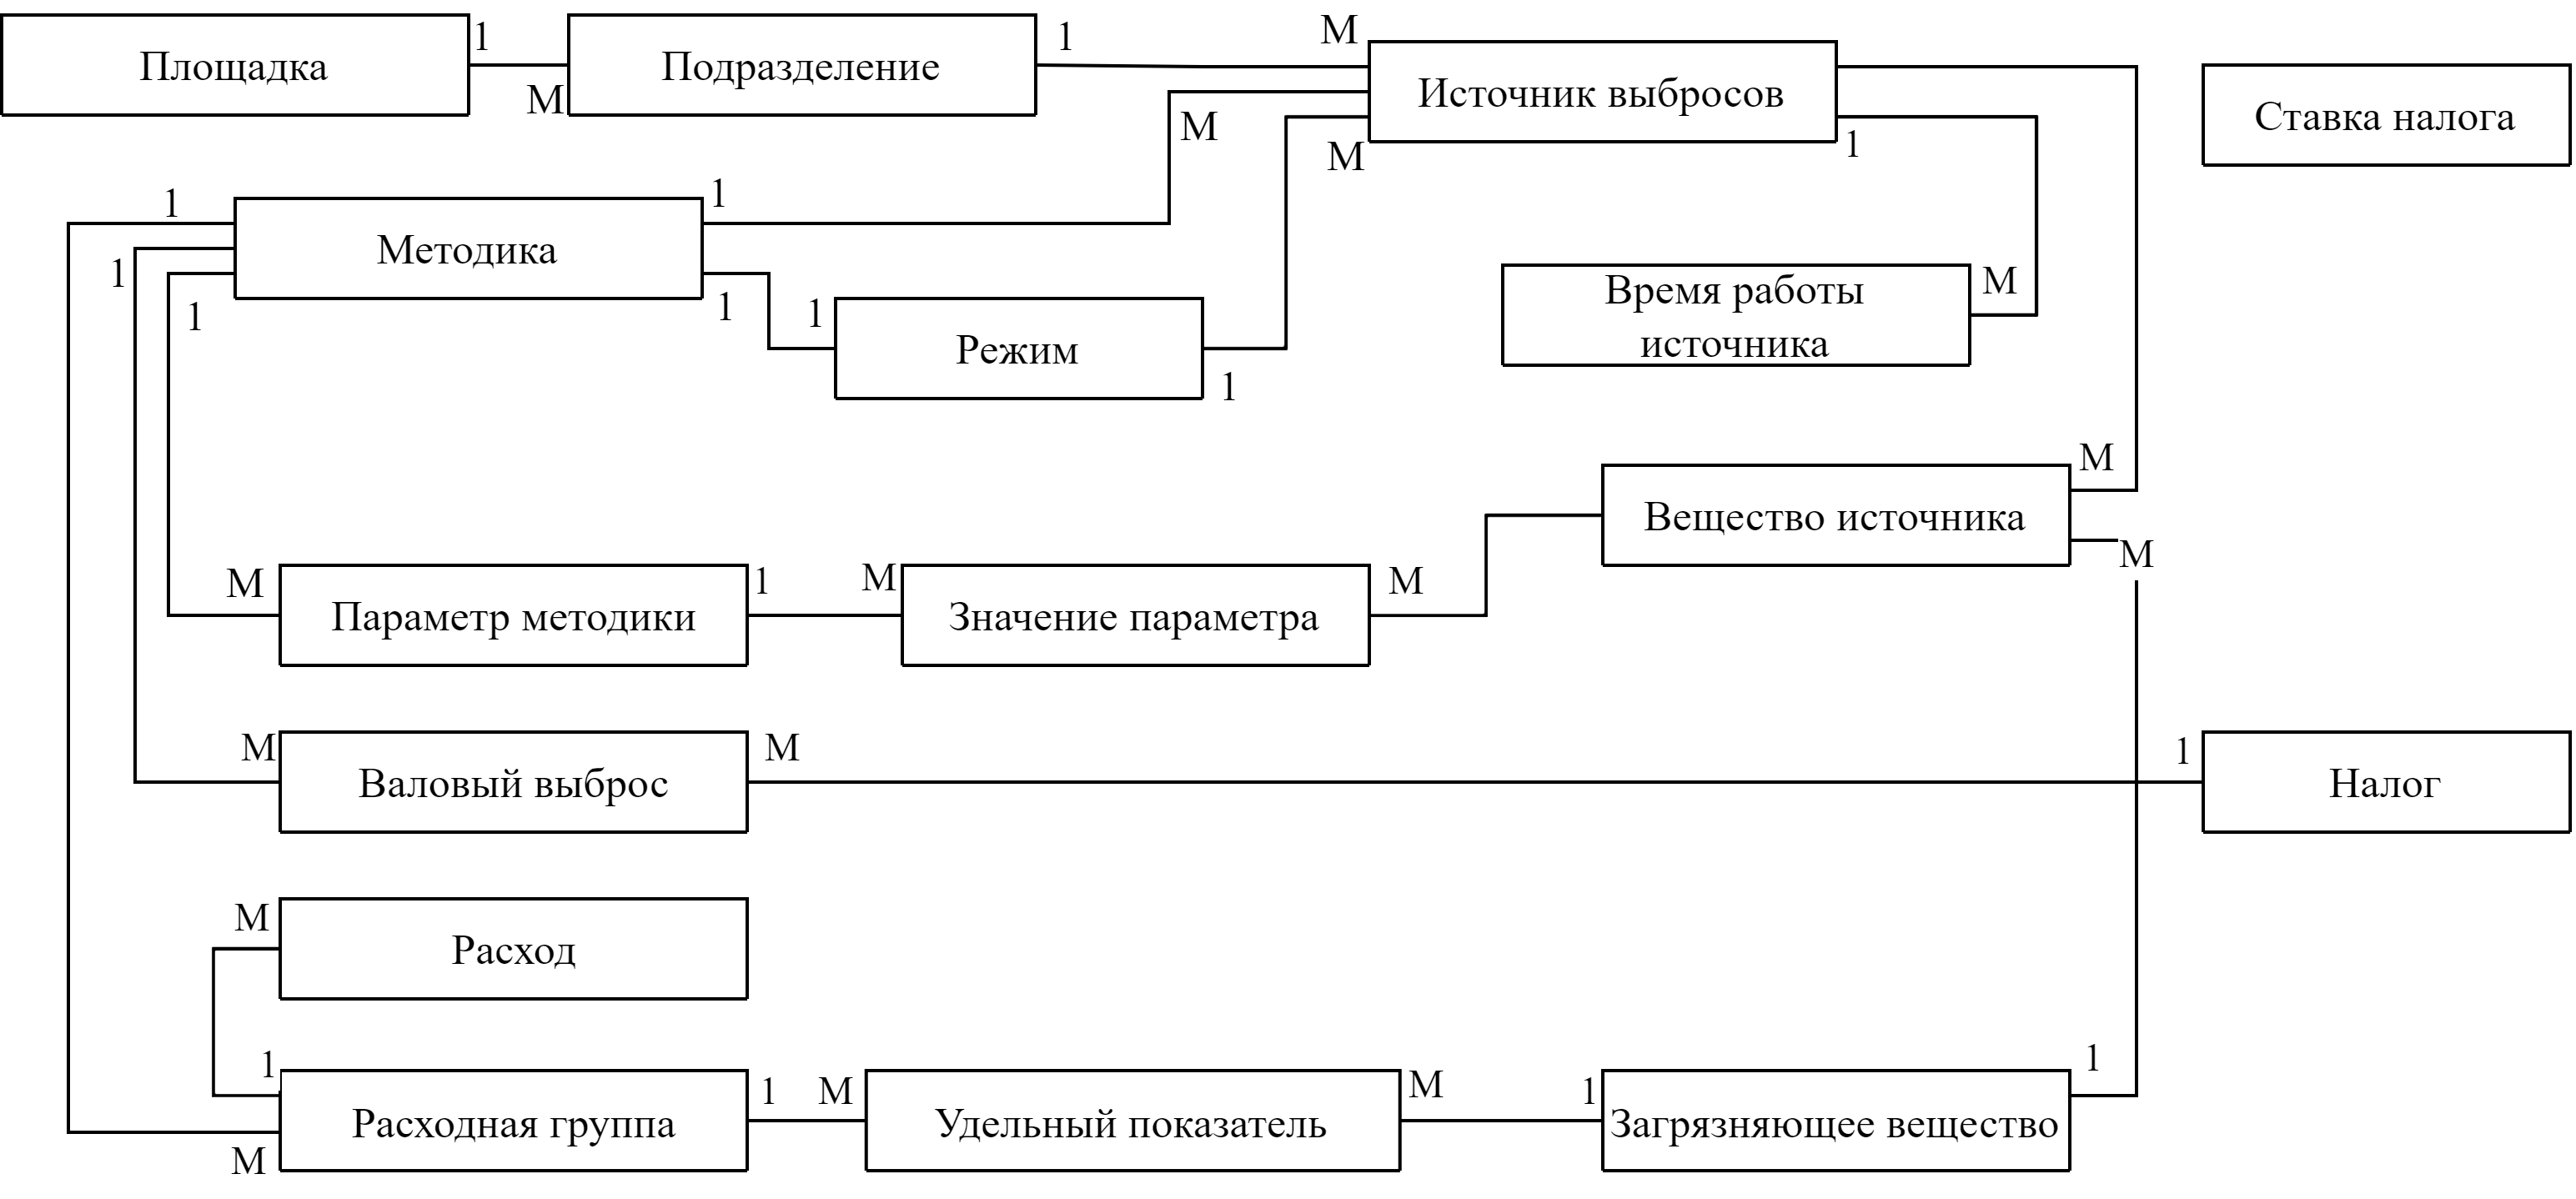 1
1
М
Площадка
Подразделение
Источник выбросов
Ставка налога
М
М
М
1
1
1
Методика
1
1
1
1
Режим
1
Время работы
источника
М
М
Вещество источника
М
М
Параметр методики
1
М
Значение параметра
М
М
Валовый выброс
М
1
Налог
М
Расход
1
Расходная группа
М
1
М
Удельный показатель
М
1
Загрязняющее вещество
1